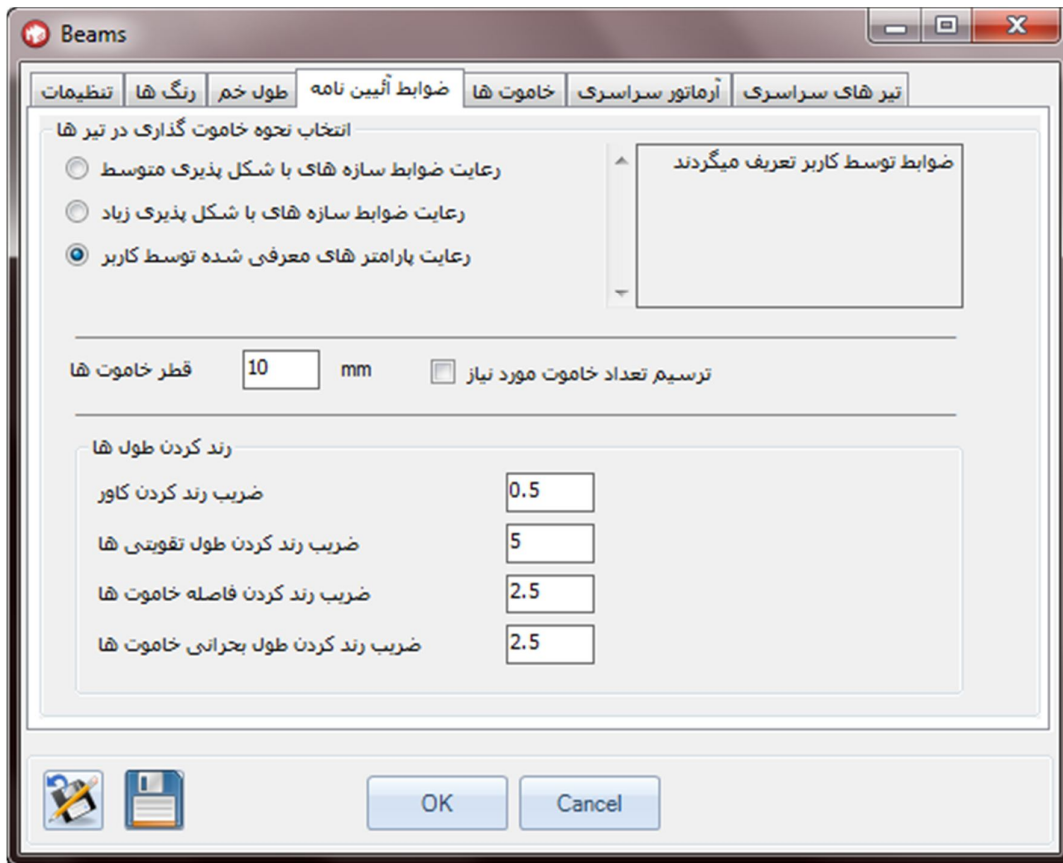 Beams
تنظیمات
رنگ ها
طول خم
ضوابط آئیین نامه
خاموت ها
آرماتور سراسری
تیر های سراسری
انتخاب نحوه خاموت گذاری در تیر ها
رعایت ضوابط سازه های با شکل پذیری متوسط
رعایت ضوابط سازه های با شکل پذیری زیاد
رعایت پارامتر های معرفی شده توسط کاربر
ضوابط توسط کاربر تعریف میگردند
قطر خاموت ها
10
mm
ترسیم تعداد خاموت مورد نیاز
رند کردن طول ها
ضریب رند کردن کاور
0.5
ضریب رند کردن طول تقویتی ها
5
ضریب رند کردن فاصله خاموت ها
2.5
ضریب رند کردن طول بحرانی خاموت ها
2.5
OK
Cancel